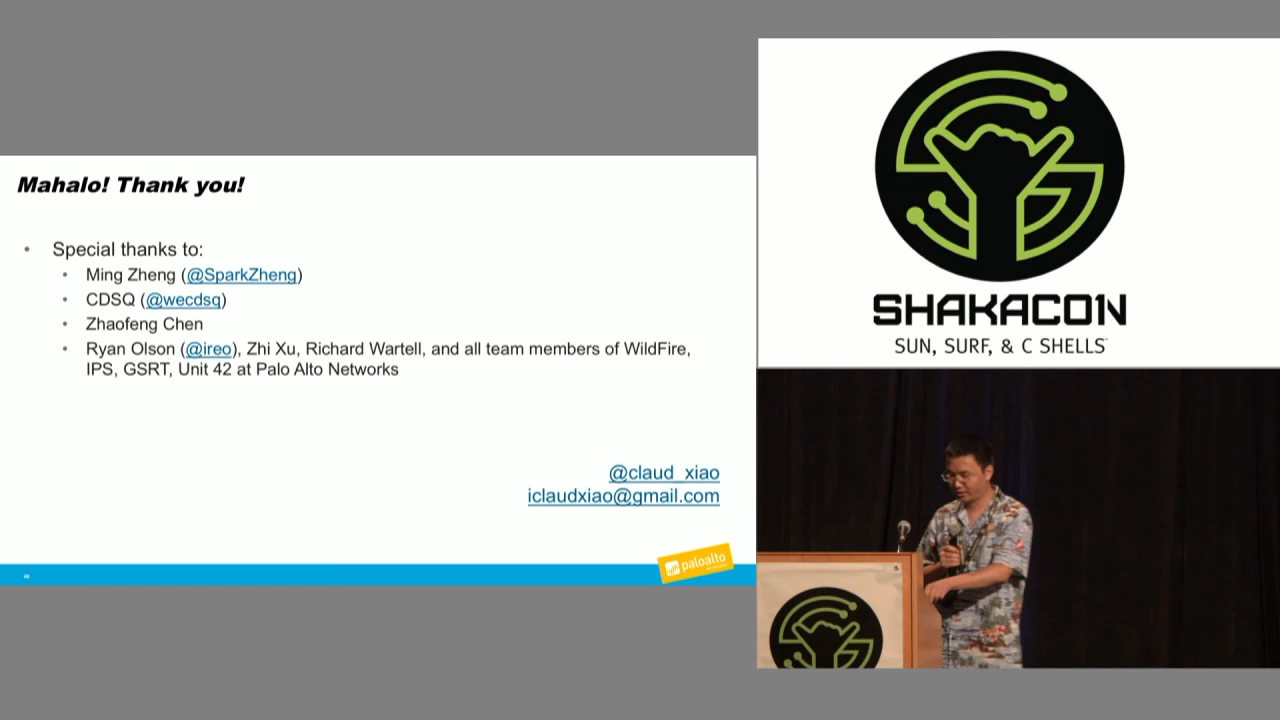 Mahalo! Thank you!
Special thanks to:
Ming Zheng (@SparkZheng)
CDSQ (@wecdsq)
Zhaofeng Chen
Ryan Olson (@ireo), Zhi Xu, Richard Wartell, and all team members of WildFire,
IPS, GSRT, Unit 42 at Palo Alto Networks
@claud_xiao
iclaudxiao@gmail.com
paloalto
SHAKACON
SUN, SURF, & C SHELLS